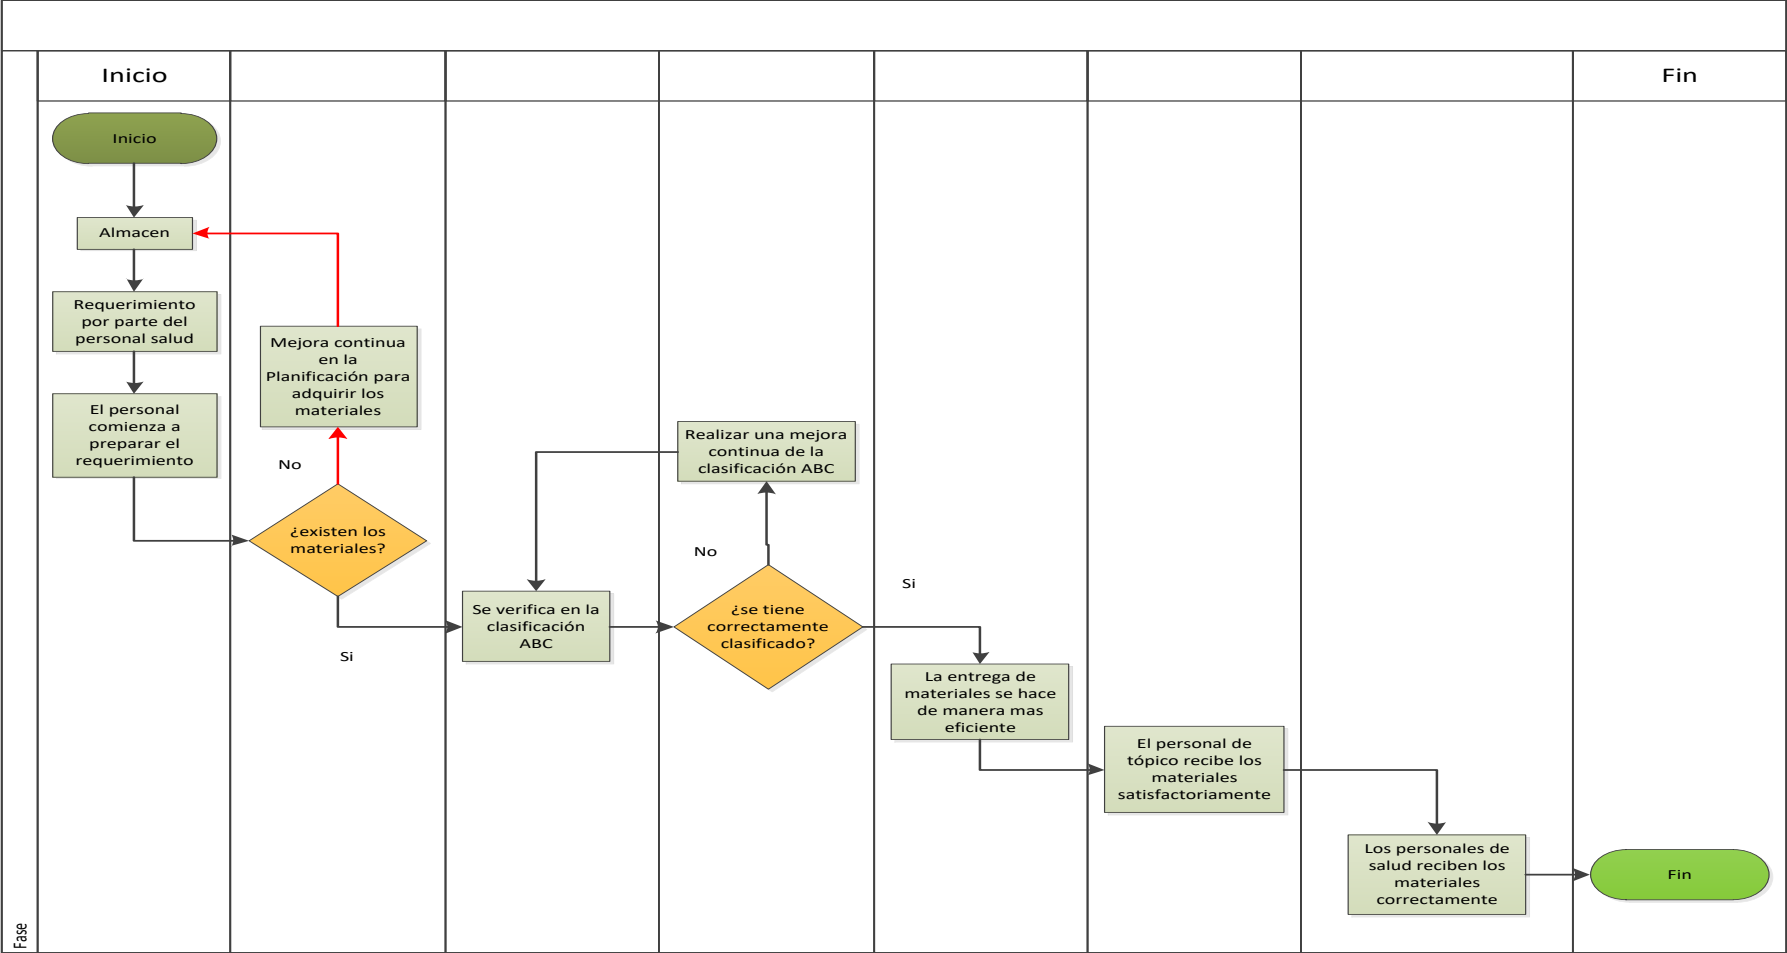 Inicio
Fin
Inicio
Almacen
Requerimiento
por parte del
personal salud
El personal
comienza a
preparar el
requerimiento
Mejora continua
en la
Planificación para
adquirir los
materiales
No
¿existen los
materiales?
Si
Se verifica en la
clasificación
ABC
Realizar una mejora
continua de la
clasificación ABC
No
¿se tiene
correctamente
clasificado?
Si
La entrega de
materiales se hace
de manera mas
eficiente
El personal de
tópico recibe los
materiales
satisfactoriamente
Los personales de
salud reciben los
materiales
correctamente
Fin
Fase